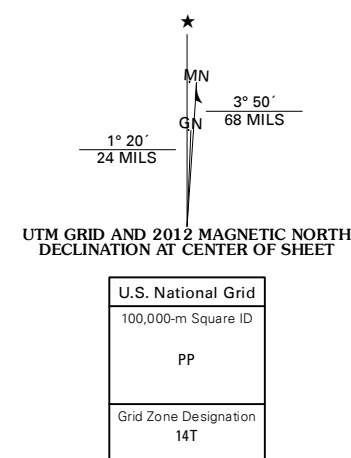 ★
MN
3° 50´
68 MILS
GN
1° 20´
24 MILS
UTM GRID AND 2012 MAGNETIC NORTH
DECLINATION AT CENTER OF SHEET
U.S. National Grid
100,000-m Square ID
PP
Grid Zone Designation
14T